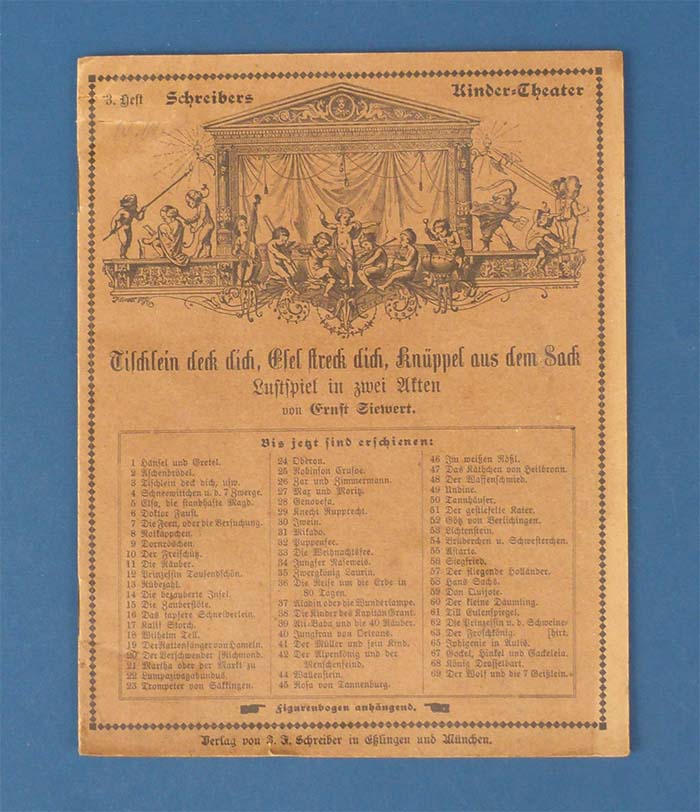 3. Heft Schreibers Kinder-Theater
Tischlein deck dich, Esel streck dich, Knüppel aus dem Sack
Lustspiel in zwei Akten
von Ernst Siewert.
Bis jetzt sind erschienen:
1 Hänsel und Gretel.
2 Aschenbrödel.
3 Tischlein deck dich, usw.
4 Schneewittchen u. d. 7 Zwerge.
5 Elsa, die standhafte Magd.
6 Doktor Faust.
7 Die Feen, oder die Versuchung.
8 Rotkäppchen.
9 Dornröschen.
10 Der Freischütz.
11 Die Räuber.
12 Prinzessin Tausendschön.
13 Rübezahl.
14 Die bezauberte Insel.
15 Die Zauberflöte.
16 Das tapfere Schneiderlein.
17 Kalif Storch.
18 Wilhelm Tell.
19 Der Rattenfänger von Hameln.
20 Der Verschwender [Richmond.
21 Martha oder der Markt zu
22 Lumpazivagabundus.
23 Trompeter von Säkkingen.
24 Oberon.
25 Robinson Crusoe.
26 Zar und Zimmermann.
27 Max und Moritz.
28 Genovefa.
29 Knecht Rupprecht.
30 Iwein.
31 Mikado.
32 Puppenfee.
33 Die Weihnachtsfee.
34 Jungfer Naseweis.
35 Zwergkönig Laurin.
36 Die Reise um die Erde in
80 Tagen.
37 Aladin oder die Wunderlampe.
38 Die Kinder des Kapitän Grant.
39 Ali-Baba und die 40 Räuber.
40 Jungfrau von Orleans.
41 Der Müller und sein Kind.
42 Der Alpenkönig und der
Menschenfeind.
44 Wallenstein.
45 Rosa von Tannenburg.
46 Im weißen Rößl.
47 Das Käthchen von Heilbronn.
48 Der Waffenschmied.
49 Undine.
50 Tannhäuser.
51 Der gestiefelte Kater.
52 Götz von Berlichingen.
53 Lichtenstein.
54 Brüderchen u. Schwesterchen.
55 Astarte.
56 Siegfried.
57 Der fliegende Holländer.
58 Hans Sachs.
59 Don Quijote.
60 Der kleine Däumling.
61 Till Eulenspiegel.
62 Die Prinzessin u. d. Schweine-
63 Der Froschkönig. [hirt.
65 Iphigenie in Aulis.
67 Gockel, Hinkel und Gackeleia.
68 König Drosselbart.
69 Der Wolf und die 7 Geißlein.
Figurenbogen anhängend.
Verlag von J. F. Schreiber in Eßlingen und München.